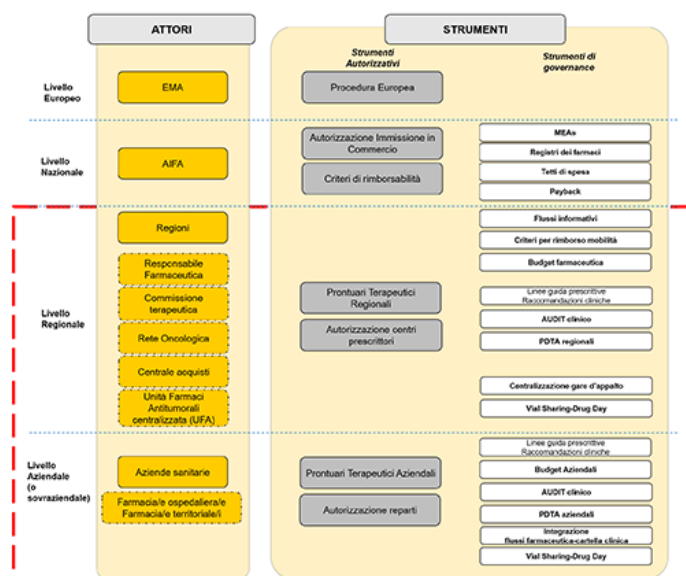 ATTORI
STRUMENTI
Strumenti
Autorizzativi
Strumenti di
governance
Livello
Europeo
EMA
Procedura Europea
Livello
Nazionale
AIFA
Autorizzazione Immissione in
Commercio
Criteri di rimborsabilità
MEAs
Registri dei farmaci
Tetti di spesa
Payback
Livello
Regionale
Regioni
Responsabile
Farmaceutica
Commissione
terapeutica
Rete Oncologica
Centrale acquisti
Unità Farmaci
Antitumorali
centralizzata (UFA)
Prontuari Terapeutici
Regionali
Autorizzazione centri
prescrittori
Flussi informativi
Criteri per rimborso mobilità
Budget farmaceutica
Linee guida prescrittive
Raccomandazioni cliniche
AUDIT clinico
PDTA regionali
Centralizzazione gare d'appalto
Vial Sharing-Drug Day
Livello
Aziendale
(o
sovraziendale)
Aziende sanitarie
Farmacia/e ospedaliera/e
Farmacia/e territoriale/i
Prontuari Terapeutici Aziendali
Autorizzazione reparti
Linee guida prescrittive
Raccomandazioni cliniche
Budget Aziendali
AUDIT clinico
PDTA aziendali
Integrazione
flussi farmaceutica-cartella clinica
Vial Sharing-Drug Day